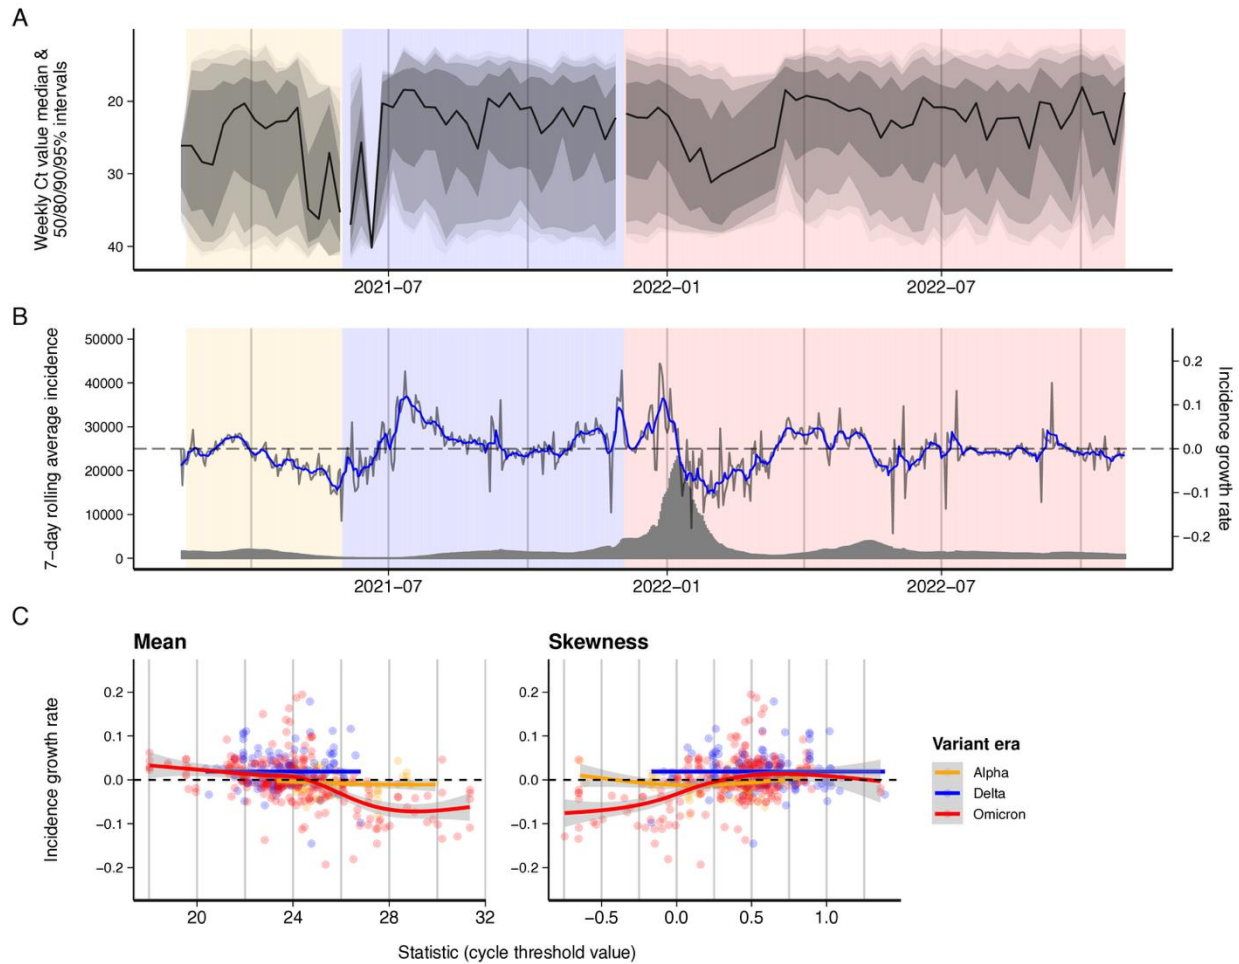 A
Weekly Ct value median &
50/80/90/95% intervals
20
30
40
2021−07
2022−01
2022−07
B
7−day rolling average incidence
50000
40000
30000
20000
10000
0
0.2
0.1
0.0
−0.1
−0.2
Incidence growth rate
2021−07
2022−01
2022−07
C
Mean
Skewness
Incidence growth rate
0.2
0.1
0.0
−0.1
−0.2
0.2
0.1
0.0
−0.1
−0.2
20
24
28
32
−0.5
0.0
0.5
1.0
Statistic (cycle threshold value)
Variant era
Alpha
Delta
Omicron